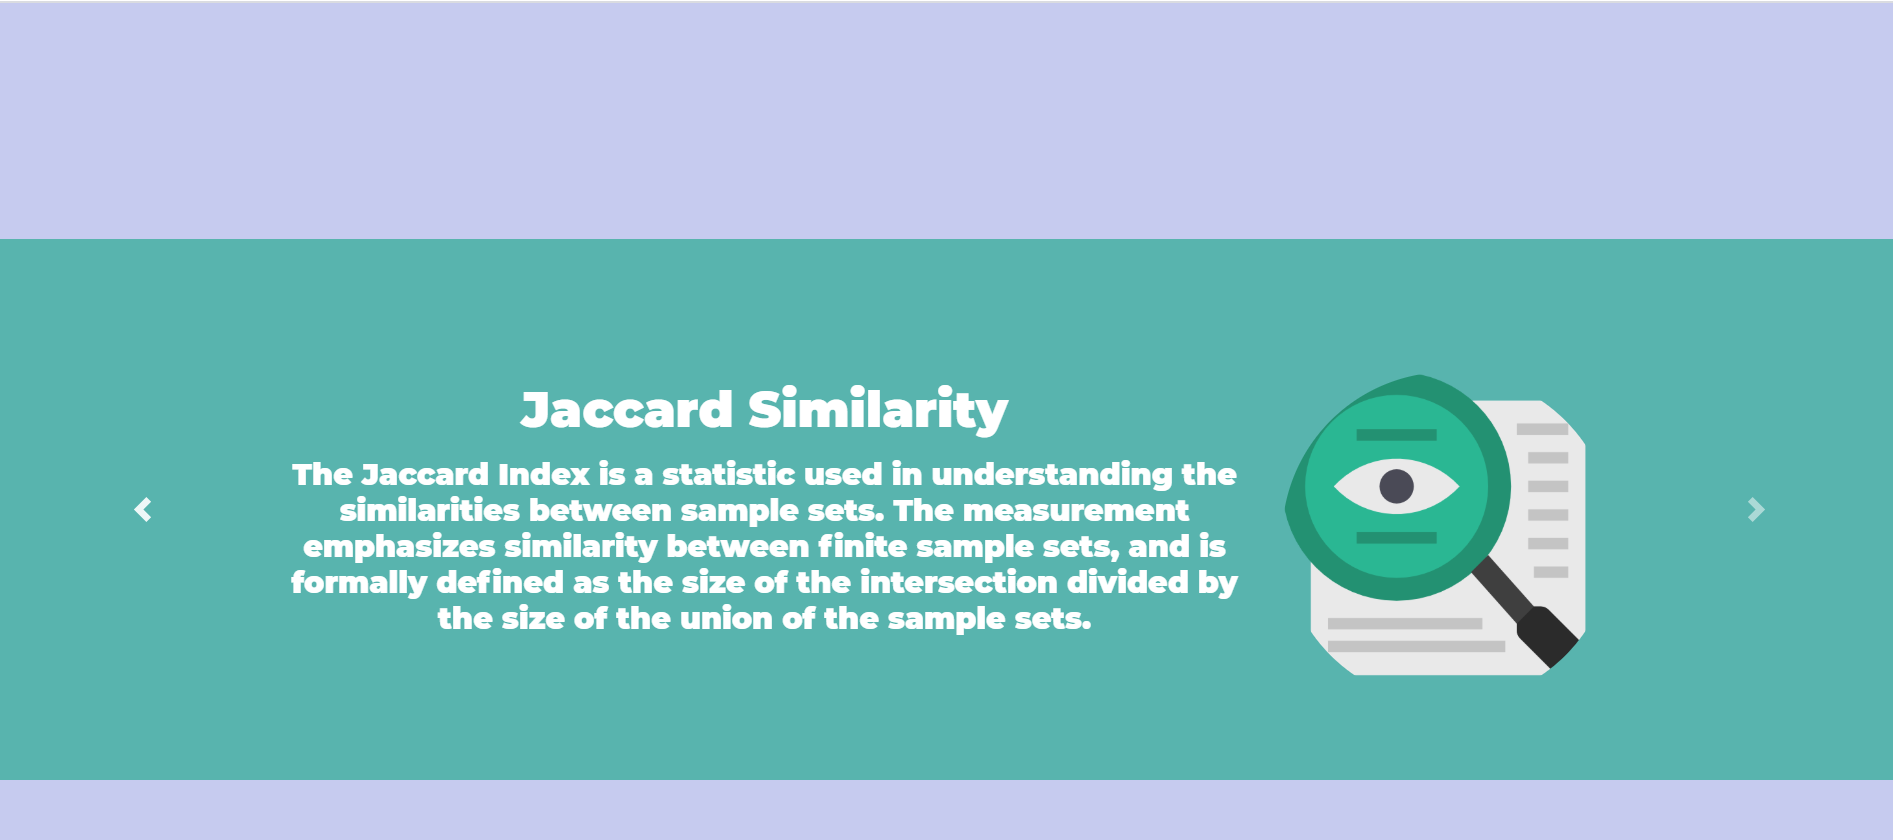 Jaccard Similarity
The Jaccard Index is a statistic used in understanding the
similarities between sample sets. The measurement
emphasizes similarity between finite sample sets, and is
formally defined as the size of the intersection divided by
the size of the union of the sample sets.